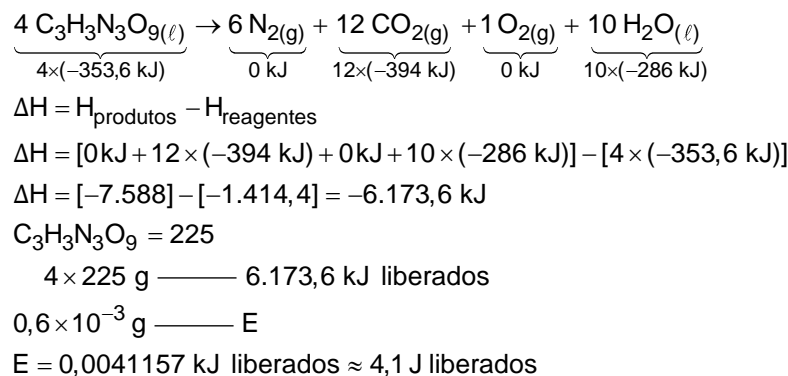 4 C₃H₃N₃O₉(ℓ) → 6 N₂(g) + 12 CO₂(g) +1 O₂(g) + 10 H₂O(ℓ)
4×(−353,6 kJ) 0 kJ 12×(−394 kJ) 0 kJ 10×(−286 kJ)
ΔH = Hprodutos − Hreagentes
ΔH = [0 kJ + 12 × (−394 kJ) + 0 kJ + 10 × (−286 kJ)] − [4 × (−353,6 kJ)]
ΔH = [−7.588] − [−1.414,4] = −6.173,6 kJ
C₃H₃N₃O₉ = 225
4 × 225 g ——— 6.173,6 kJ liberados
0,6 × 10⁻³ g ——— E
E = 0,0041157 kJ liberados ≈ 4,1 J liberados